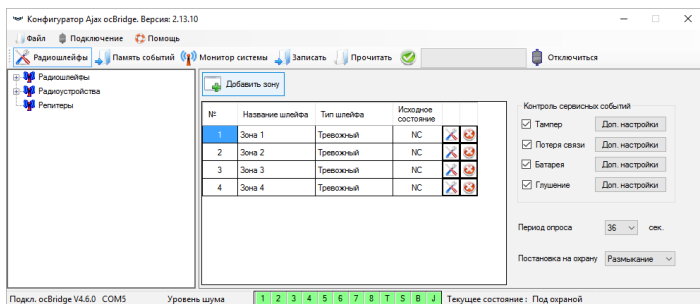 Конфигуратор Ajax ocBridge. Версия: 2.13.10
Файл Подключение Помощь
Радиошлейфы Память событий Монитор системы Записать Прочитать Отключиться
Радиошлейфы
Радиоустройства
Репитеры
Добавить зону
№ Название шлейфа Тип шлейфа Исходное состояние
1 Зона 1 Тревожный NC
2 Зона 2 Тревожный NC
3 Зона 3 Тревожный NC
4 Зона 4 Тревожный NC
Контроль сервисных событий
Тампер Доп. настройки
Потеря связи Доп. настройки
Батарея Доп. настройки
Глушение Доп. настройки
Период опроса 36 сек.
Постановка на охрану Размыкание
Подкл. ocBridge V4.6.0 COM5 Уровень шума 1 2 3 4 5 6 7 8 T S B J Текущее состояние : Под охраной